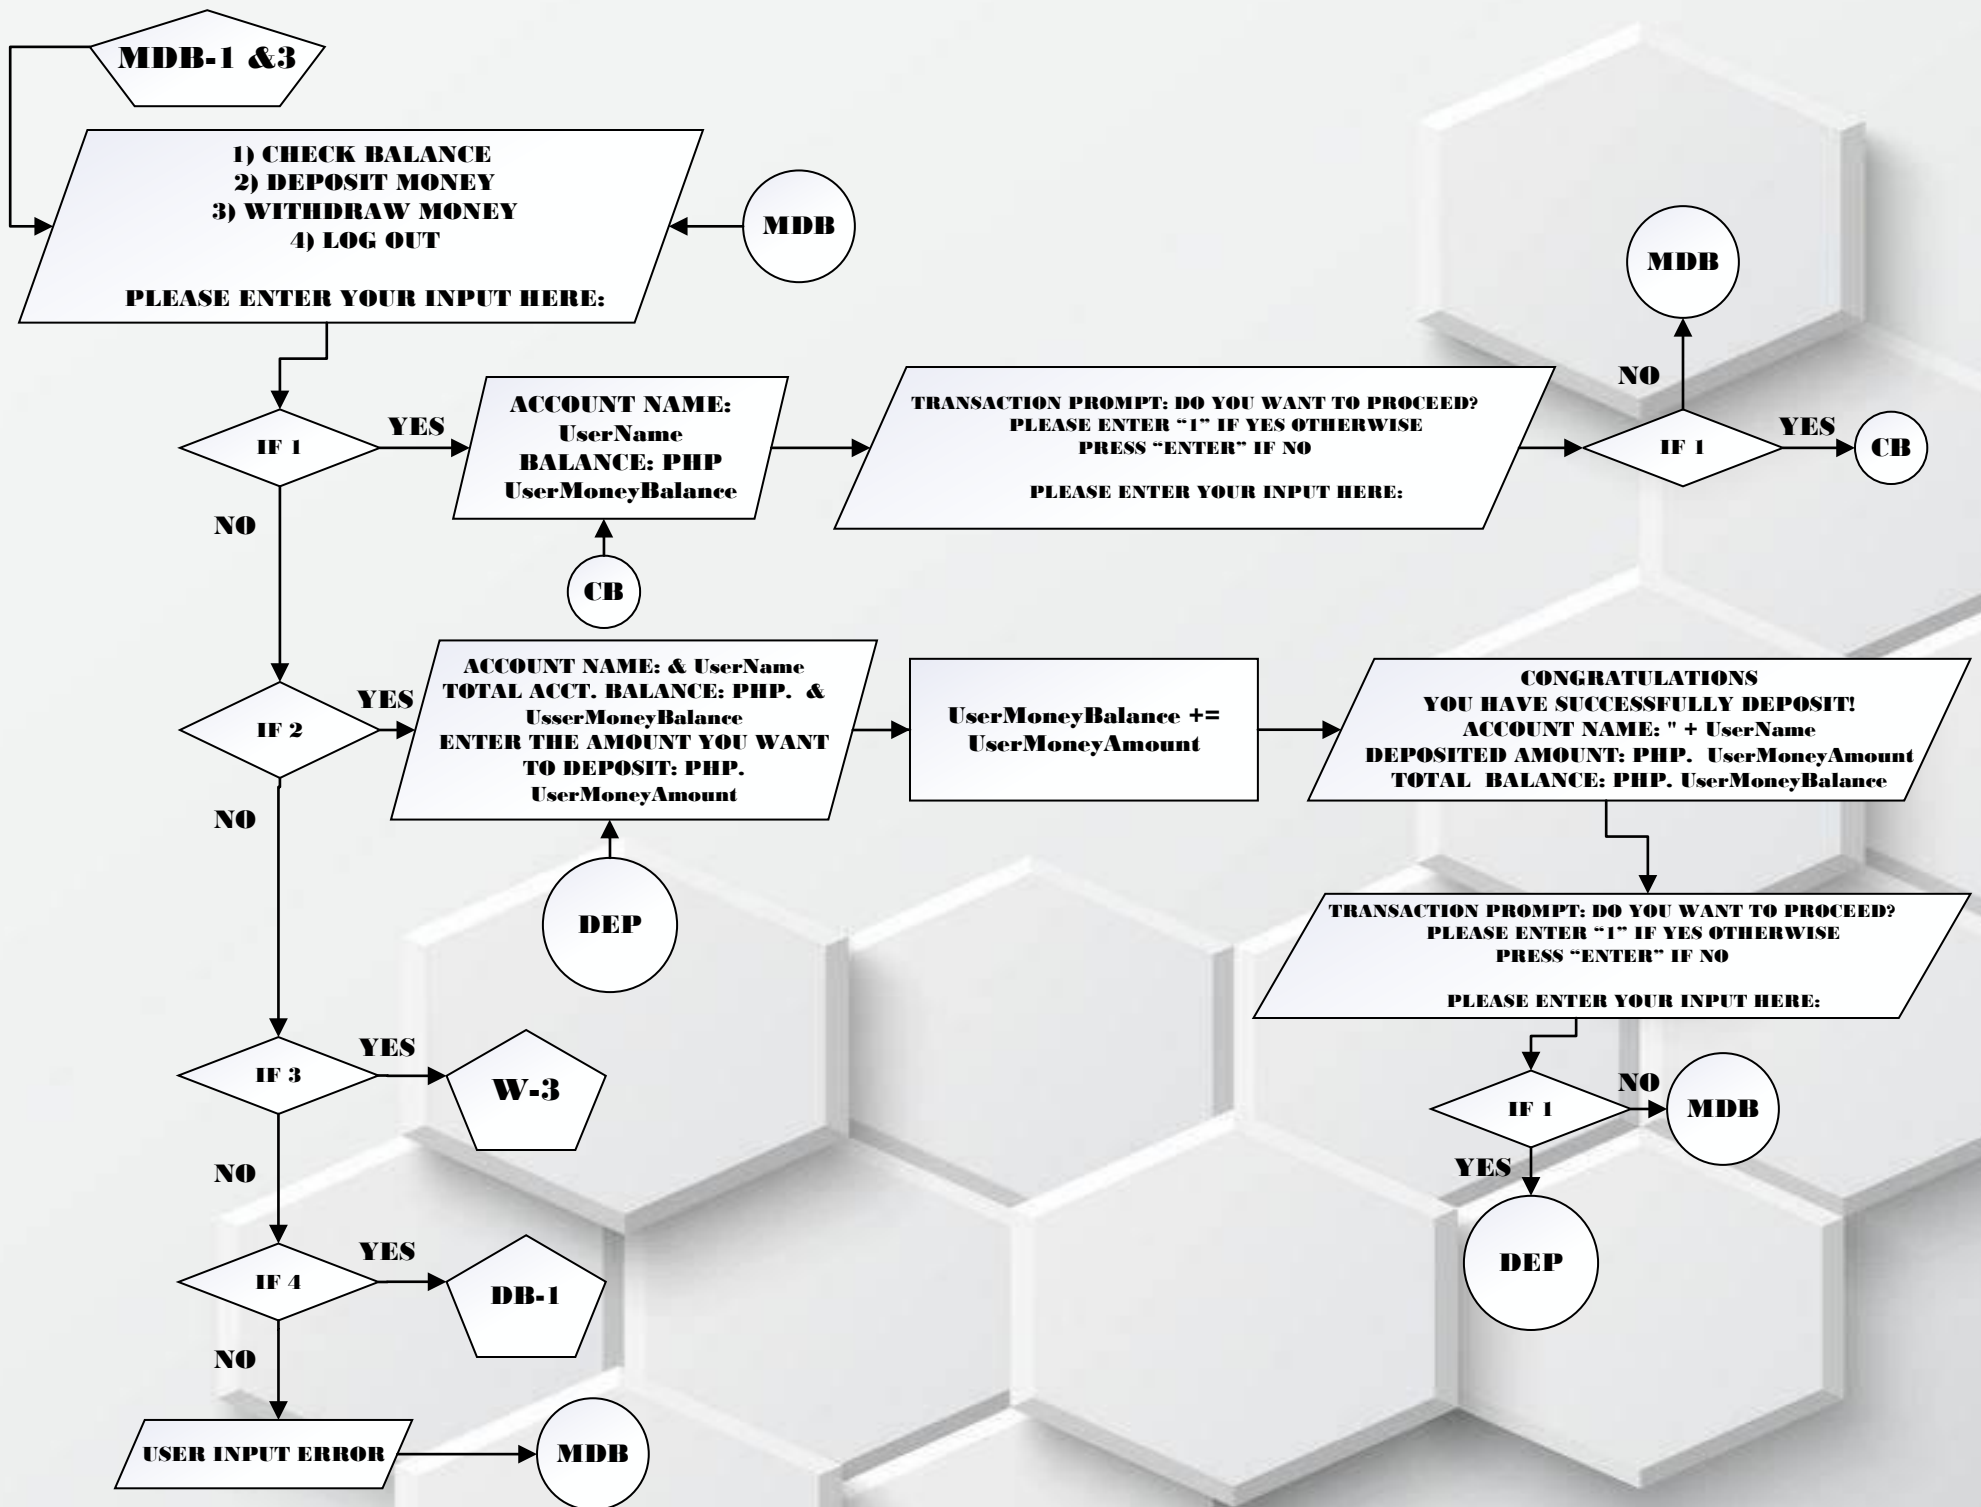 MDB-1 &3
1) CHECK BALANCE
2) DEPOSIT MONEY
3) WITHDRAW MONEY
4) LOG OUT
PLEASE ENTER YOUR INPUT HERE:
MDB
IF 1
YES
NO
ACCOUNT NAME:
UserName
BALANCE: PHP
UserMoneyBalance
CB
TRANSACTION PROMPT: DO YOU WANT TO PROCEED?
PLEASE ENTER “1” IF YES OTHERWISE
PRESS “ENTER” IF NO
PLEASE ENTER YOUR INPUT HERE:
IF 1
NO
MDB
YES
CB
IF 2
YES
NO
ACCOUNT NAME: & UserName
TOTAL ACCT. BALANCE: PHP. &
UsserMoneyBalance
ENTER THE AMOUNT YOU WANT
TO DEPOSIT: PHP.
UserMoneyAmount
DEP
UserMoneyBalance +=
UserMoneyAmount
CONGRATULATIONS
YOU HAVE SUCCESSFULLY DEPOSIT!
ACCOUNT NAME: " + UserName
DEPOSITED AMOUNT: PHP. UserMoneyAmount
TOTAL BALANCE: PHP. UserMoneyBalance
TRANSACTION PROMPT: DO YOU WANT TO PROCEED?
PLEASE ENTER “1” IF YES OTHERWISE
PRESS “ENTER” IF NO
PLEASE ENTER YOUR INPUT HERE:
IF 1
NO
MDB
YES
DEP
IF 3
YES
W-3
NO
IF 4
YES
DB-1
NO
USER INPUT ERROR
MDB